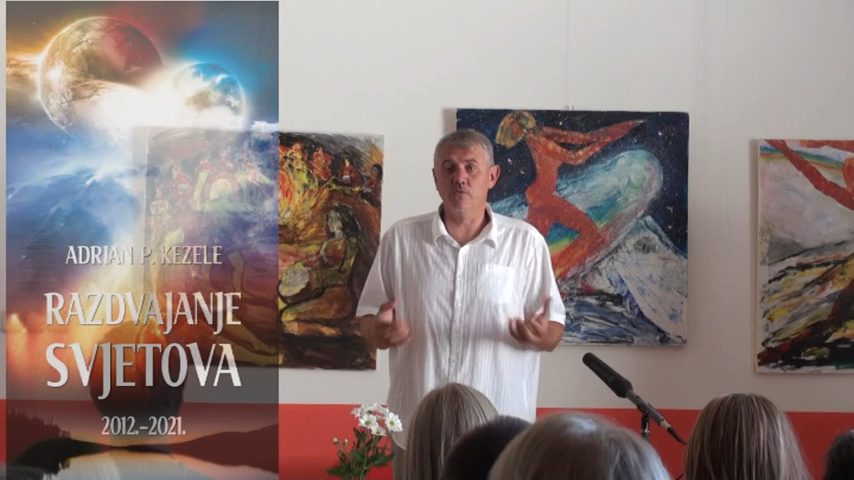 ADRIAN P. KEZELE
RAZDVAJANJE
SVJETOVA
2012.-2021.